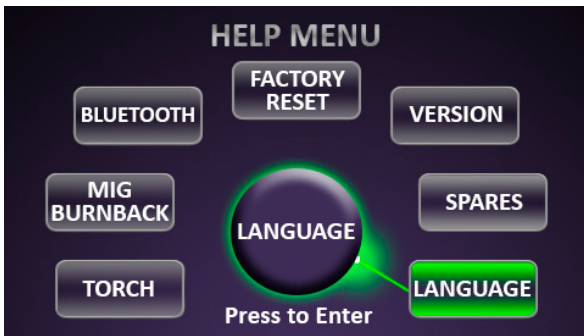 HELP MENU
FACTORY
RESET
BLUETOOTH
VERSION
MIG
BURNBACK
SPARES
LANGUAGE
TORCH
LANGUAGE
Press to Enter